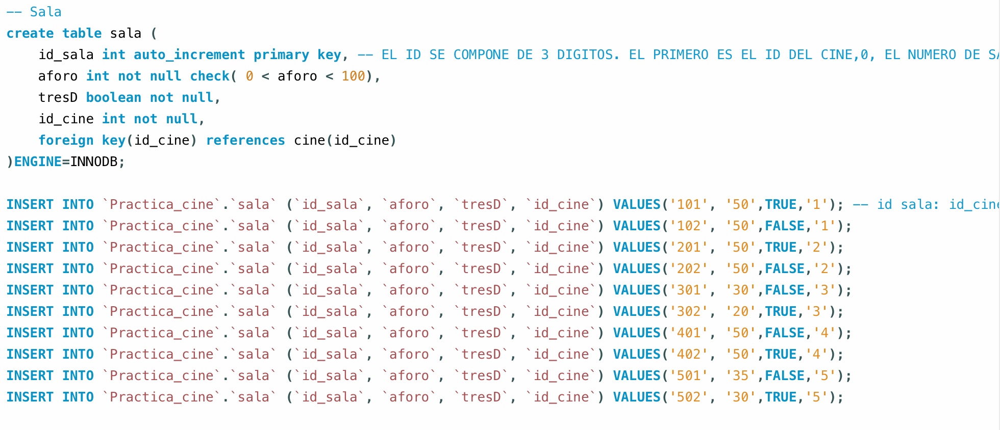 -- Sala
create table sala (
    id_sala int auto_increment primary key, -- EL ID SE COMPONE DE 3 DIGITOS. EL PRIMERO ES EL ID DEL CINE,0, EL NUMERO DE
    aforo int not null check( 0 < aforo < 100),
    tresD boolean not null,
    id_cine int not null,
    foreign key(id_cine) references cine(id_cine)
)ENGINE=INNODB;

INSERT INTO `Practica_cine`.`sala` (`id_sala`, `aforo`, `tresD`, `id_cine`) VALUES('101', '50',TRUE,'1'); -- id sala: id_cine
INSERT INTO `Practica_cine`.`sala` (`id_sala`, `aforo`, `tresD`, `id_cine`) VALUES('102', '50',FALSE,'1');
INSERT INTO `Practica_cine`.`sala` (`id_sala`, `aforo`, `tresD`, `id_cine`) VALUES('201', '50',TRUE,'2');
INSERT INTO `Practica_cine`.`sala` (`id_sala`, `aforo`, `tresD`, `id_cine`) VALUES('202', '50',FALSE,'2');
INSERT INTO `Practica_cine`.`sala` (`id_sala`, `aforo`, `tresD`, `id_cine`) VALUES('301', '30',FALSE,'3');
INSERT INTO `Practica_cine`.`sala` (`id_sala`, `aforo`, `tresD`, `id_cine`) VALUES('302', '20',TRUE,'3');
INSERT INTO `Practica_cine`.`sala` (`id_sala`, `aforo`, `tresD`, `id_cine`) VALUES('401', '50',FALSE,'4');
INSERT INTO `Practica_cine`.`sala` (`id_sala`, `aforo`, `tresD`, `id_cine`) VALUES('402', '50',TRUE,'4');
INSERT INTO `Practica_cine`.`sala` (`id_sala`, `aforo`, `tresD`, `id_cine`) VALUES('501', '35',FALSE,'5');
INSERT INTO `Practica_cine`.`sala` (`id_sala`, `aforo`, `tresD`, `id_cine`) VALUES('502', '30',TRUE,'5');